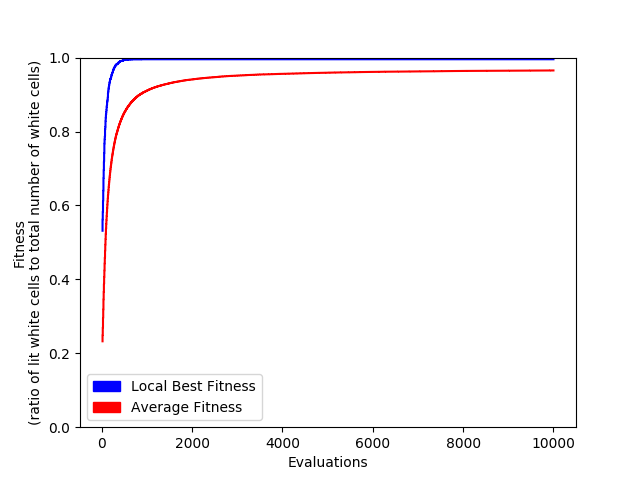 Fitness
(ratio of lit white cells to total number of white cells)
1.0
0.8
0.6
0.4
0.2
0.0
Local Best Fitness
Average Fitness
0 2000 4000 6000 8000 10000
Evaluations